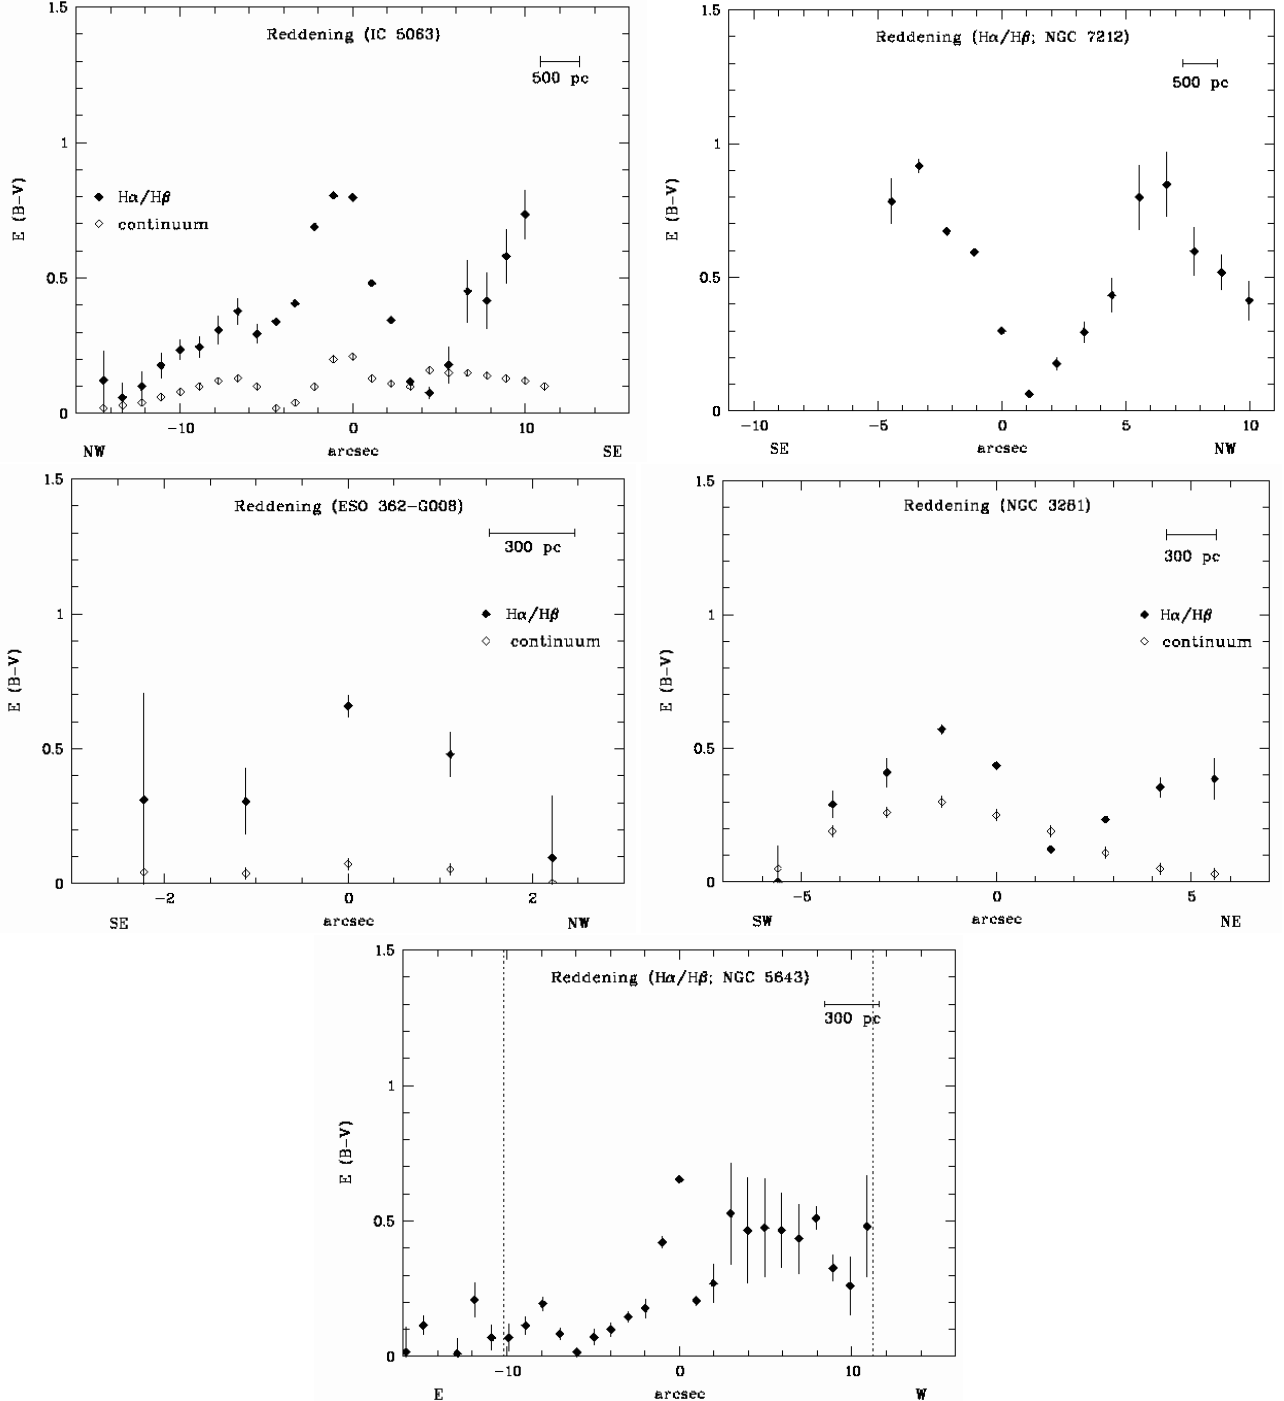 Reddening (IC 5063)
500 pc
Hα/Hβ
continuum
E (B-V)
1.5
1
0.5
0
-10
0
10
NW
arcsec
SE
Reddening (Hα/Hβ; NGC 7212)
500 pc
E (B-V)
1.5
1
0.5
0
-10
-5
0
5
10
SE
arcsec
NW
Reddening (ESO 362-G008)
300 pc
Hα/Hβ
continuum
E (B-V)
1.5
1
0.5
0
-2
0
2
SE
arcsec
NW
Reddening (NGC 3281)
300 pc
Hα/Hβ
continuum
E (B-V)
1.5
1
0.5
0
-5
0
5
SW
arcsec
NE
Reddening (Hα/Hβ; NGC 5643)
300 pc
E (B-V)
1.5
1
0.5
0
-10
0
10
E
arcsec
W